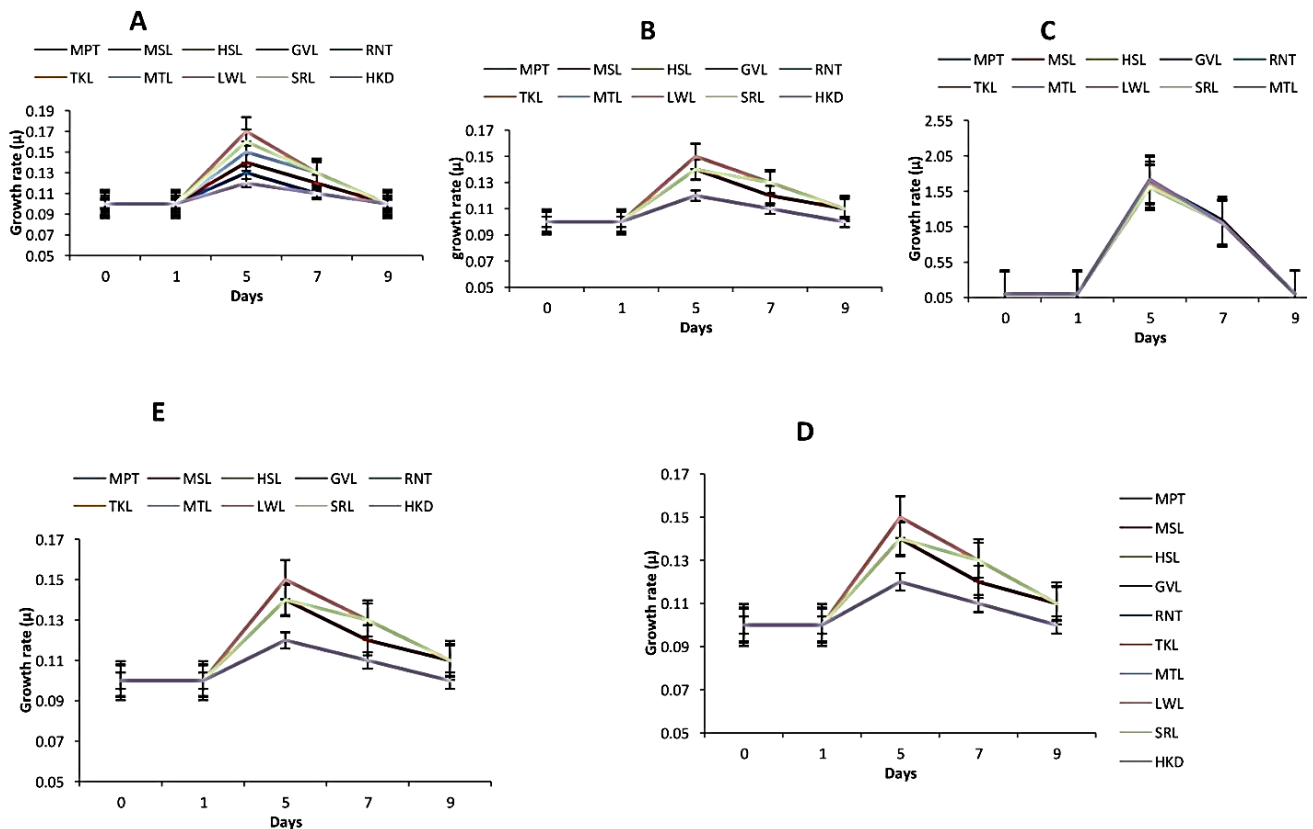 A
MPT MSL HSL GVL RNT
TKL MTL LWL SRL HKD
Growth rate (µ)
0.19
0.17
0.15
0.13
0.11
0.09
0.07
0.05
0 1 5 7 9
Days
B
MPT MSL HSL GVL RNT
TKL MTL LWL SRL HKD
growth rate (µ)
0.17
0.15
0.13
0.11
0.09
0.07
0.05
0 1 5 7 9
Days
C
MPT MSL HSL GVL RNT
TKL MTL LWL SRL MTL
Growth rate (µ)
2.55
2.05
1.55
1.05
0.55
0.05
0 1 5 7 9
Days
E
MPT MSL HSL GVL RNT
TKL MTL LWL SRL HKD
Growth rate (µ)
0.17
0.15
0.13
0.11
0.09
0.07
0.05
0 1 5 7 9
Days
D
Growth rate (µ)
0.17
0.15
0.13
0.11
0.09
0.07
0.05
0 1 5 7 9
Days
MPT
MSL
HSL
GVL
RNT
TKL
MTL
LWL
SRL
HKD